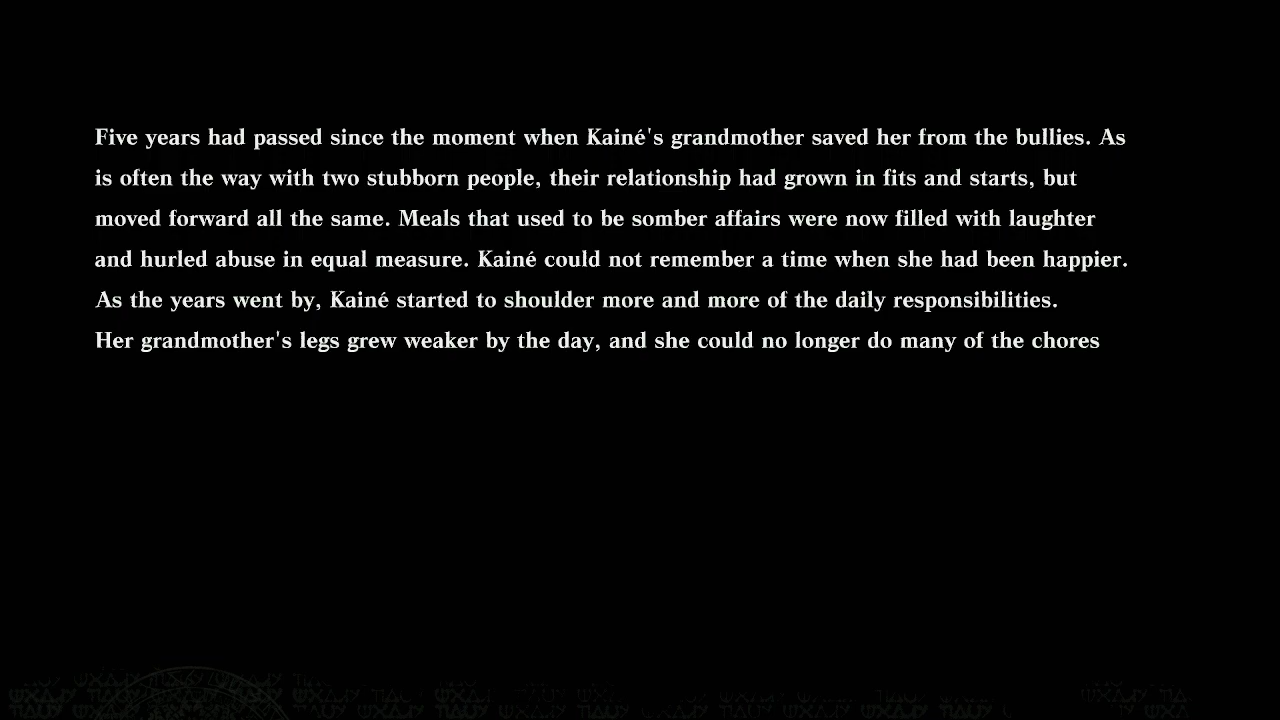 Five years had passed since the moment when Kainé's grandmother saved her from the bullies. As
is often the way with two stubborn people, their relationship had grown in fits and starts, but
moved forward all the same. Meals that used to be somber affairs were now filled with laughter
and hurled abuse in equal measure. Kainé could not remember a time when she had been happier.
As the years went by, Kainé started to shoulder more and more of the daily responsibilities.
Her grandmother's legs grew weaker by the day, and she could no longer do many of the chores